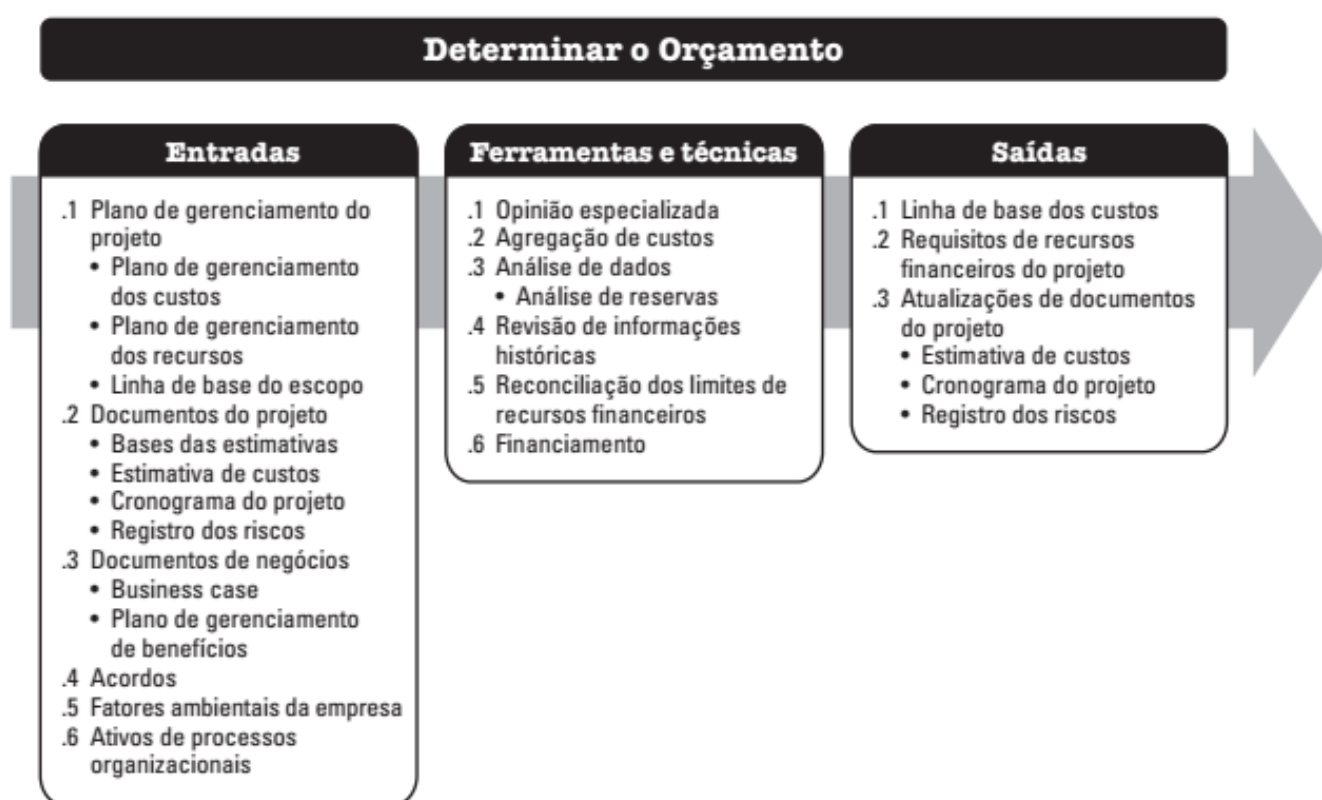 Determinar o Orçamento
Entradas
.1 Plano de gerenciamento do
projeto
• Plano de gerenciamento
dos custos
• Plano de gerenciamento
dos recursos
• Linha de base do escopo
.2 Documentos do projeto
• Bases das estimativas
• Estimativa de custos
• Cronograma do projeto
• Registro dos riscos
.3 Documentos de negócios
• Business case
• Plano de gerenciamento
de benefícios
.4 Acordos
.5 Fatores ambientais da empresa
.6 Ativos de processos
organizacionais
Ferramentas e técnicas
.1 Opinião especializada
.2 Agregação de custos
.3 Análise de dados
• Análise de reservas
.4 Revisão de informações
históricas
.5 Reconciliação dos limites de
recursos financeiros
.6 Financiamento
Saídas
.1 Linha de base dos custos
.2 Requisitos de recursos
financeiros do projeto
.3 Atualizações de documentos
do projeto
• Estimativa de custos
• Cronograma do projeto
• Registro dos riscos